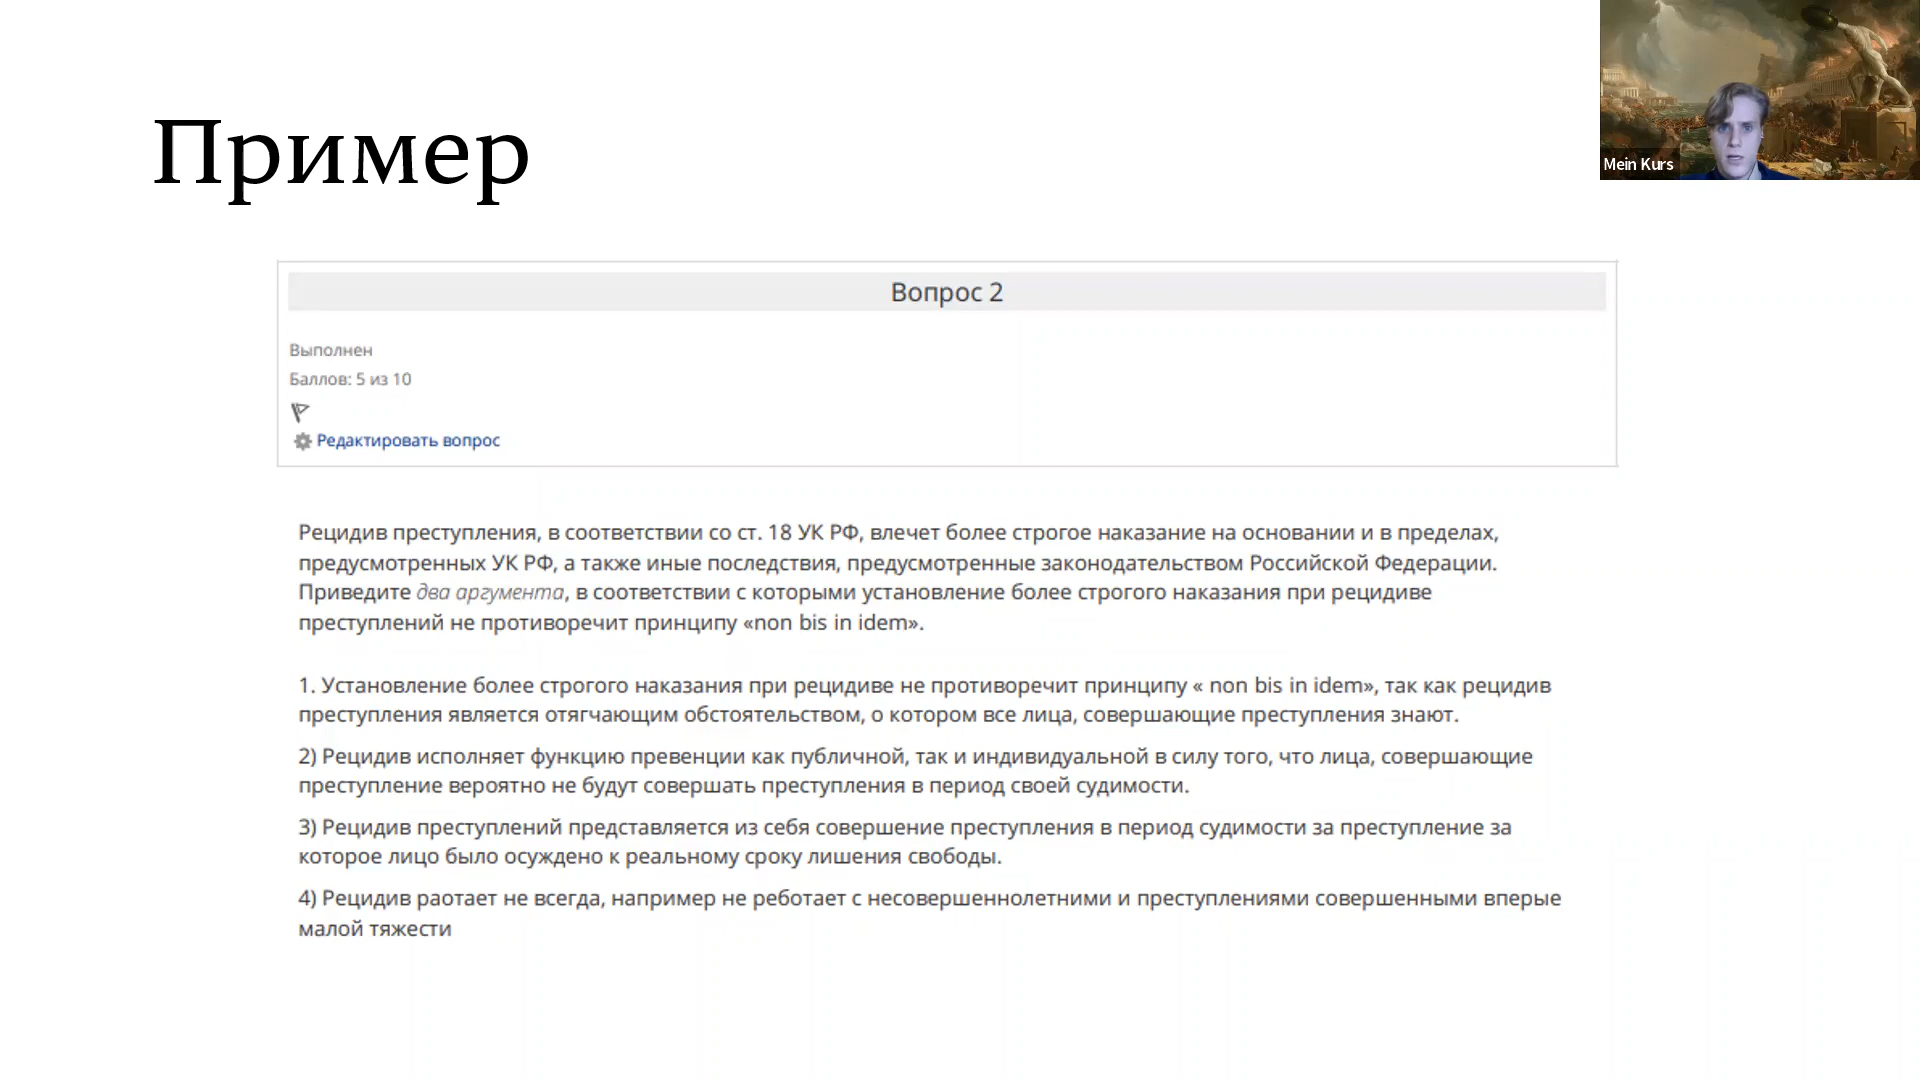 Пример
Mein Kurs
Вопрос 2
Выполнен
Баллов: 5 из 10
Редактировать вопрос
Рецидив преступления, в соответствии со ст. 18 УК РФ, влечет более строгое наказание на основании и в пределах,
предусмотренных УК РФ, а также иные последствия, предусмотренные законодательством Российской Федерации.
Приведите два аргумента, в соответствии с которыми установление более строгого наказания при рецидиве
преступлений не противоречит принципу «non bis in idem».
1. Установление более строгого наказания при рецидиве не противоречит принципу « non bis in idem», так как рецидив
преступления является отягчающим обстоятельством, о котором все лица, совершающие преступления знают.
2) Рецидив исполняет функцию превенции как публичной, так и индивидуальной в силу того, что лица, совершающие
преступление вероятно не будут совершать преступления в период своей судимости.
3) Рецидив преступлений представляется из себя совершение преступления в период судимости за преступление за
которое лицо было осуждено к реальному сроку лишения свободы.
4) Рецидив раотает не всегда, например не реботает с несовершеннолетними и преступлениями совершенными вперые
малой тяжести